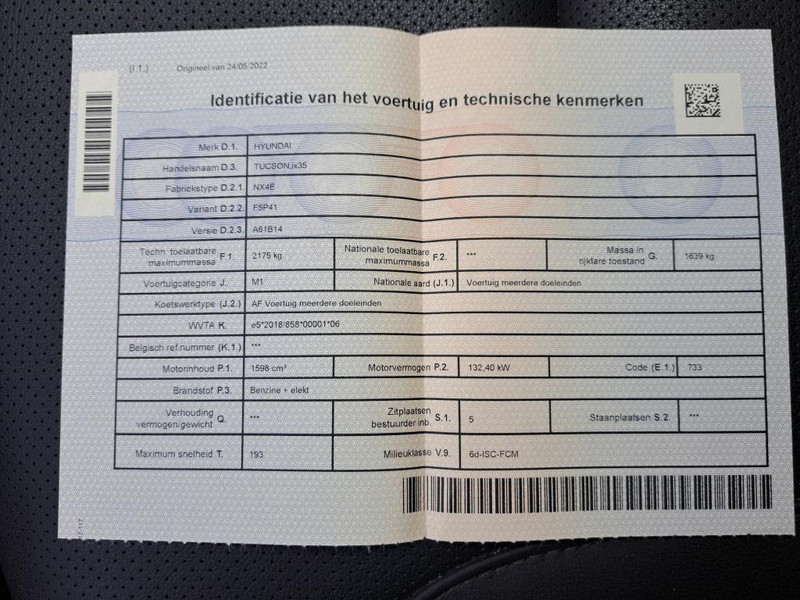 (I.1.) Origineel van 24/05/2022
Identificatie van het voertuig en technische kenmerken
Merk D.1. HYUNDAI
Handelsnaam D.3. TUCSON,ix35
Fabriekstype D.2.1. NX4E
Variant D.2.2. F5P41
Versie D.2.3. A61B14
Techn. toelaatbare maximummassa F.1. 2175 kg Nationale toelaatbare maximummassa F.2. *** Massa in rijklare toestand G. 1639 kg
Voertuigcategorie J. M1 Nationale aard (J.1.) Voertuig meerdere doeleinden
Koetswerktype (J.2.) AF Voertuig meerdere doeleinden
WVTA K. e5*2018/858*00001*06
Belgisch ref.nummer (K.1.) ***
Motorinhoud P.1. 1598 cm³ Motorvermogen P.2. 132,40 kW Code (E.1.) 733
Brandstof P.3. Benzine + elekt
Verhouding vermogen/gewicht Q. *** Zitplaatsen bestuurder inb. S.1. 5 Staanplaatsen S.2. ***
Maximum snelheid T. 193 Milieuklasse V.9. 6d-ISC-FCM